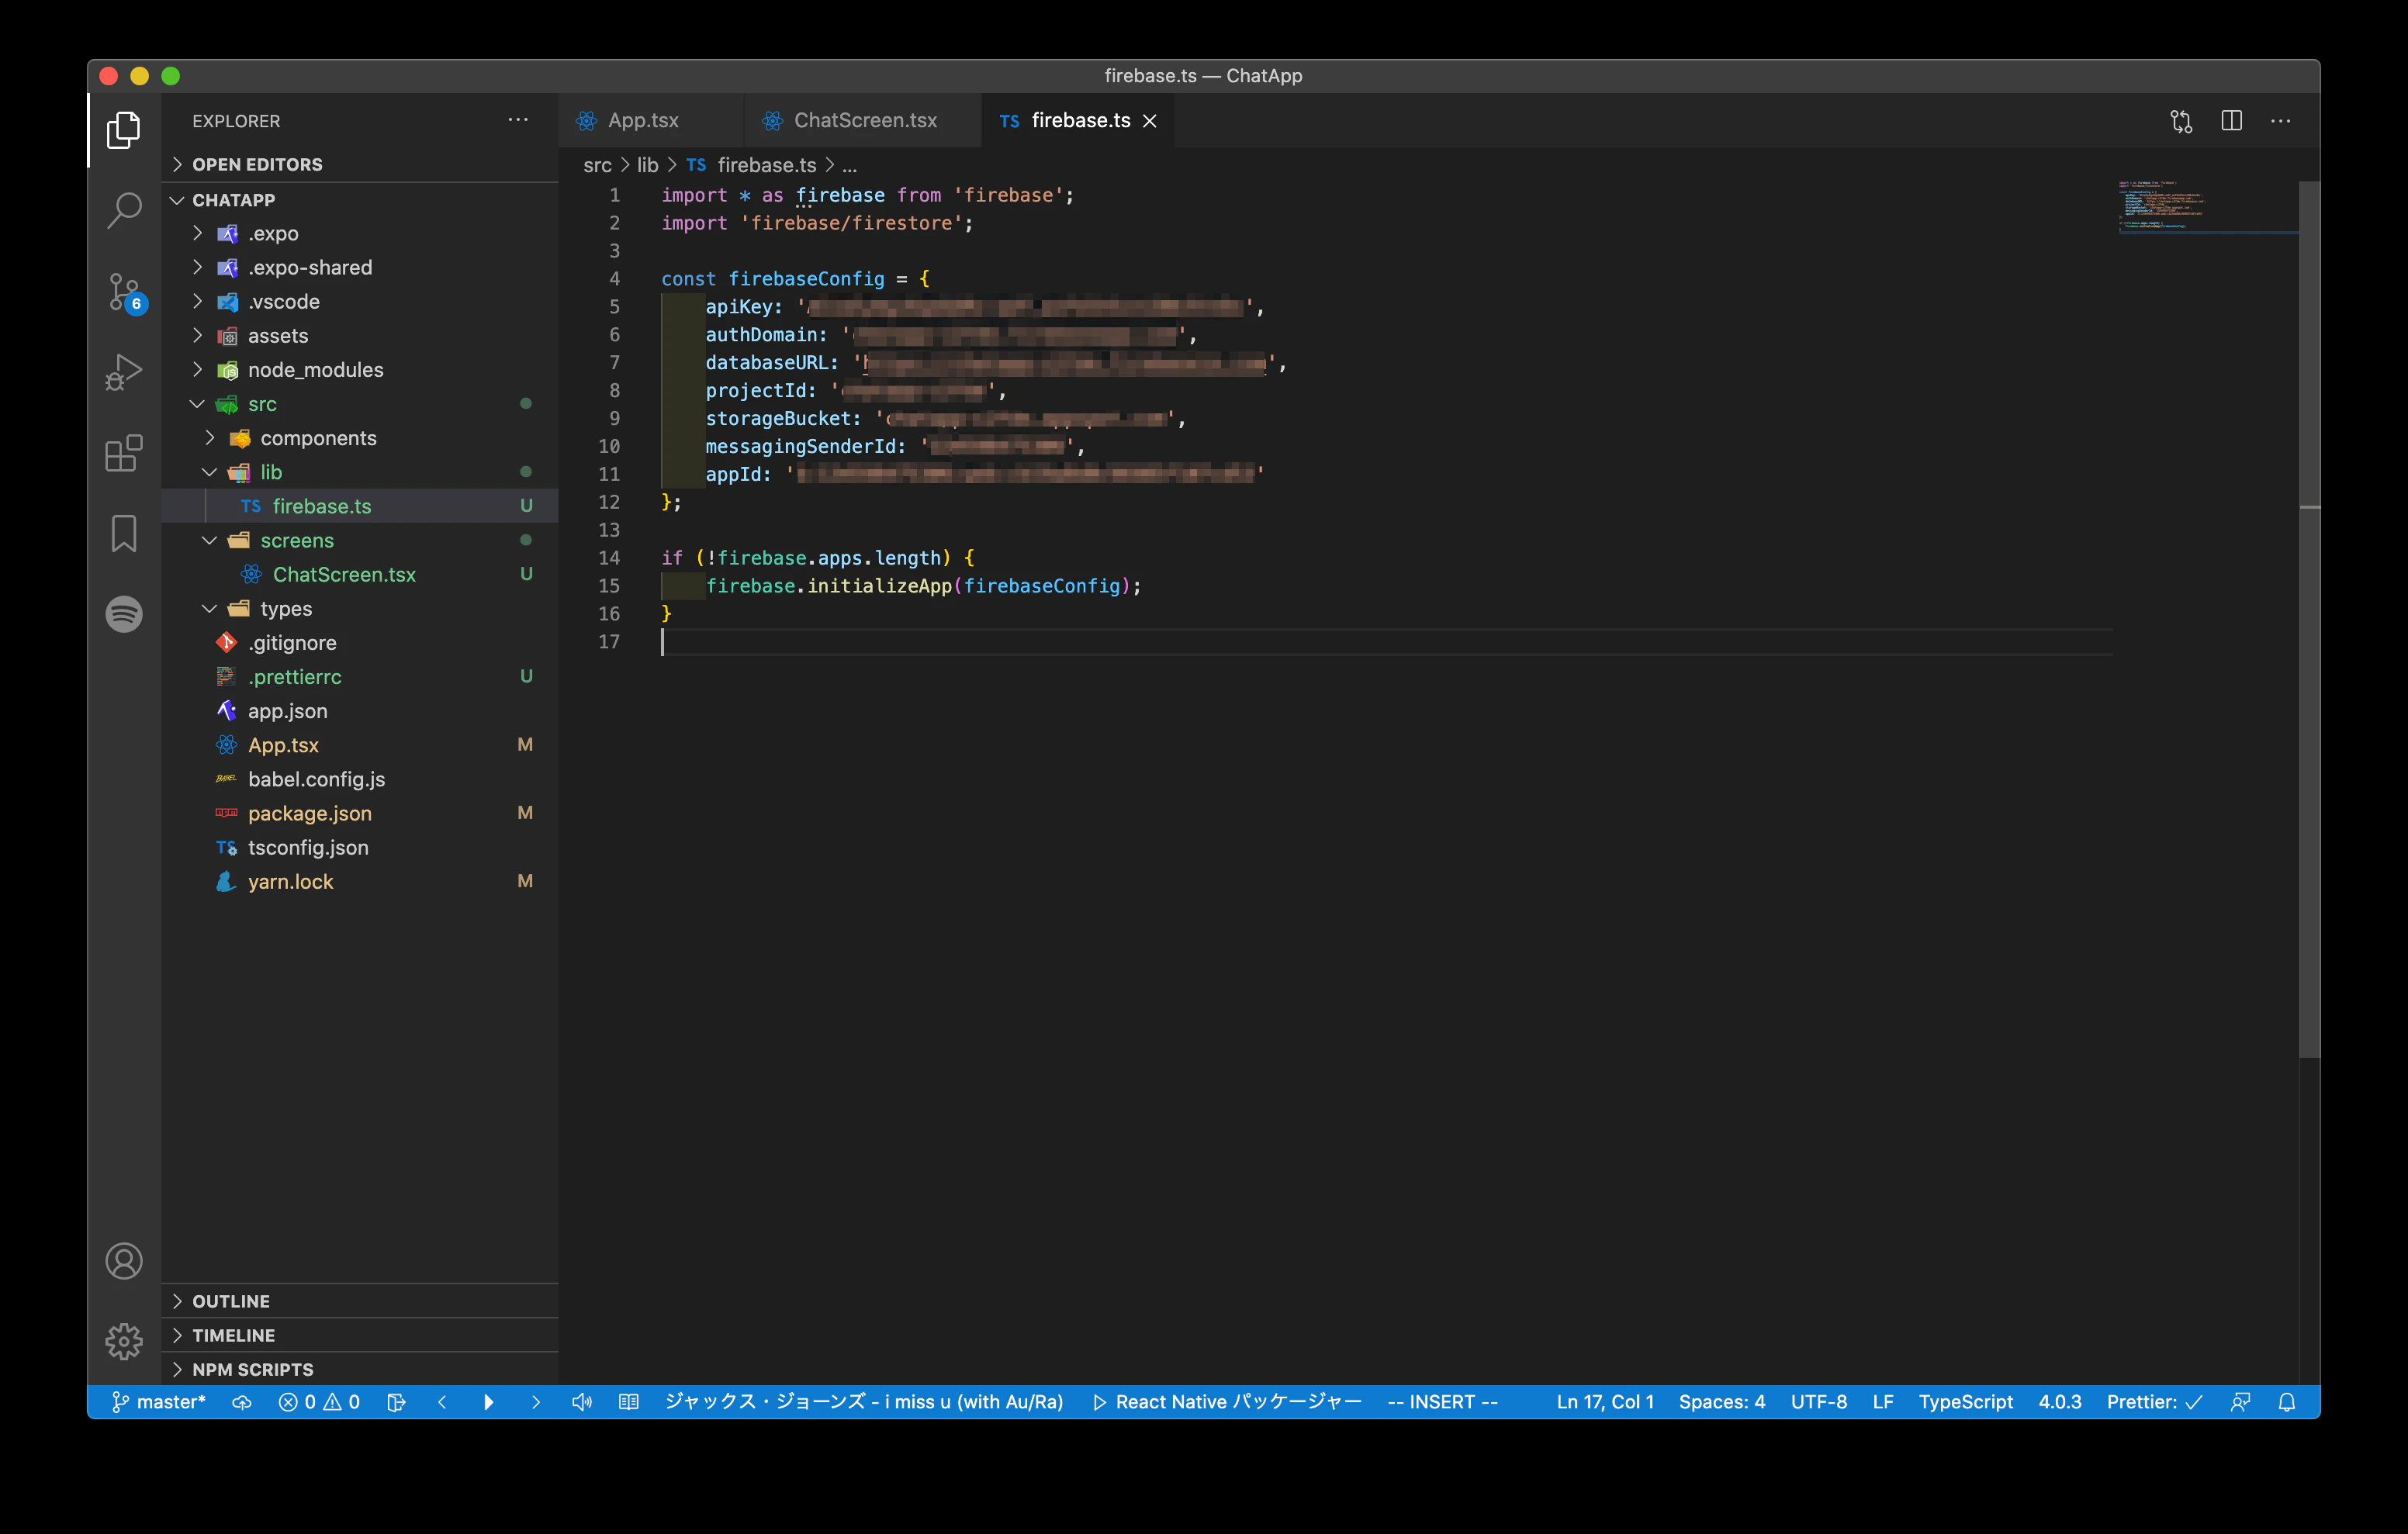 firebase.ts — ChatApp
EXPLORER
OPEN EDITORS
CHATAPP
.expo
.expo-shared
.vscode
assets
node_modules
src
components
lib
TS firebase.ts U
screens
ChatScreen.tsx U
types
.gitignore
.prettierrc U
app.json
App.tsx M
babel.config.js
package.json M
tsconfig.json
yarn.lock M
OUTLINE
TIMELINE
NPM SCRIPTS
6
App.tsx
ChatScreen.tsx
TS firebase.ts
src > lib > TS firebase.ts > ...
1 import * as firebase from 'firebase';
2 import 'firebase/firestore';
3
4 const firebaseConfig = {
5 apiKey: '',
6 authDomain: '',
7 databaseURL: '',
8 projectId: '',
9 storageBucket: '',
10 messagingSenderId: '',
11 appId: ''
12 };
13
14 if (!firebase.apps.length) {
15 firebase.initializeApp(firebaseConfig);
16 }
17
master* 0 0 ジャックス・ジョーンズ - i miss u (with Au/Ra) React Native パッケージャー -- INSERT -- Ln 17, Col 1 Spaces: 4 UTF-8 LF TypeScript 4.0.3 Prettier: ✓